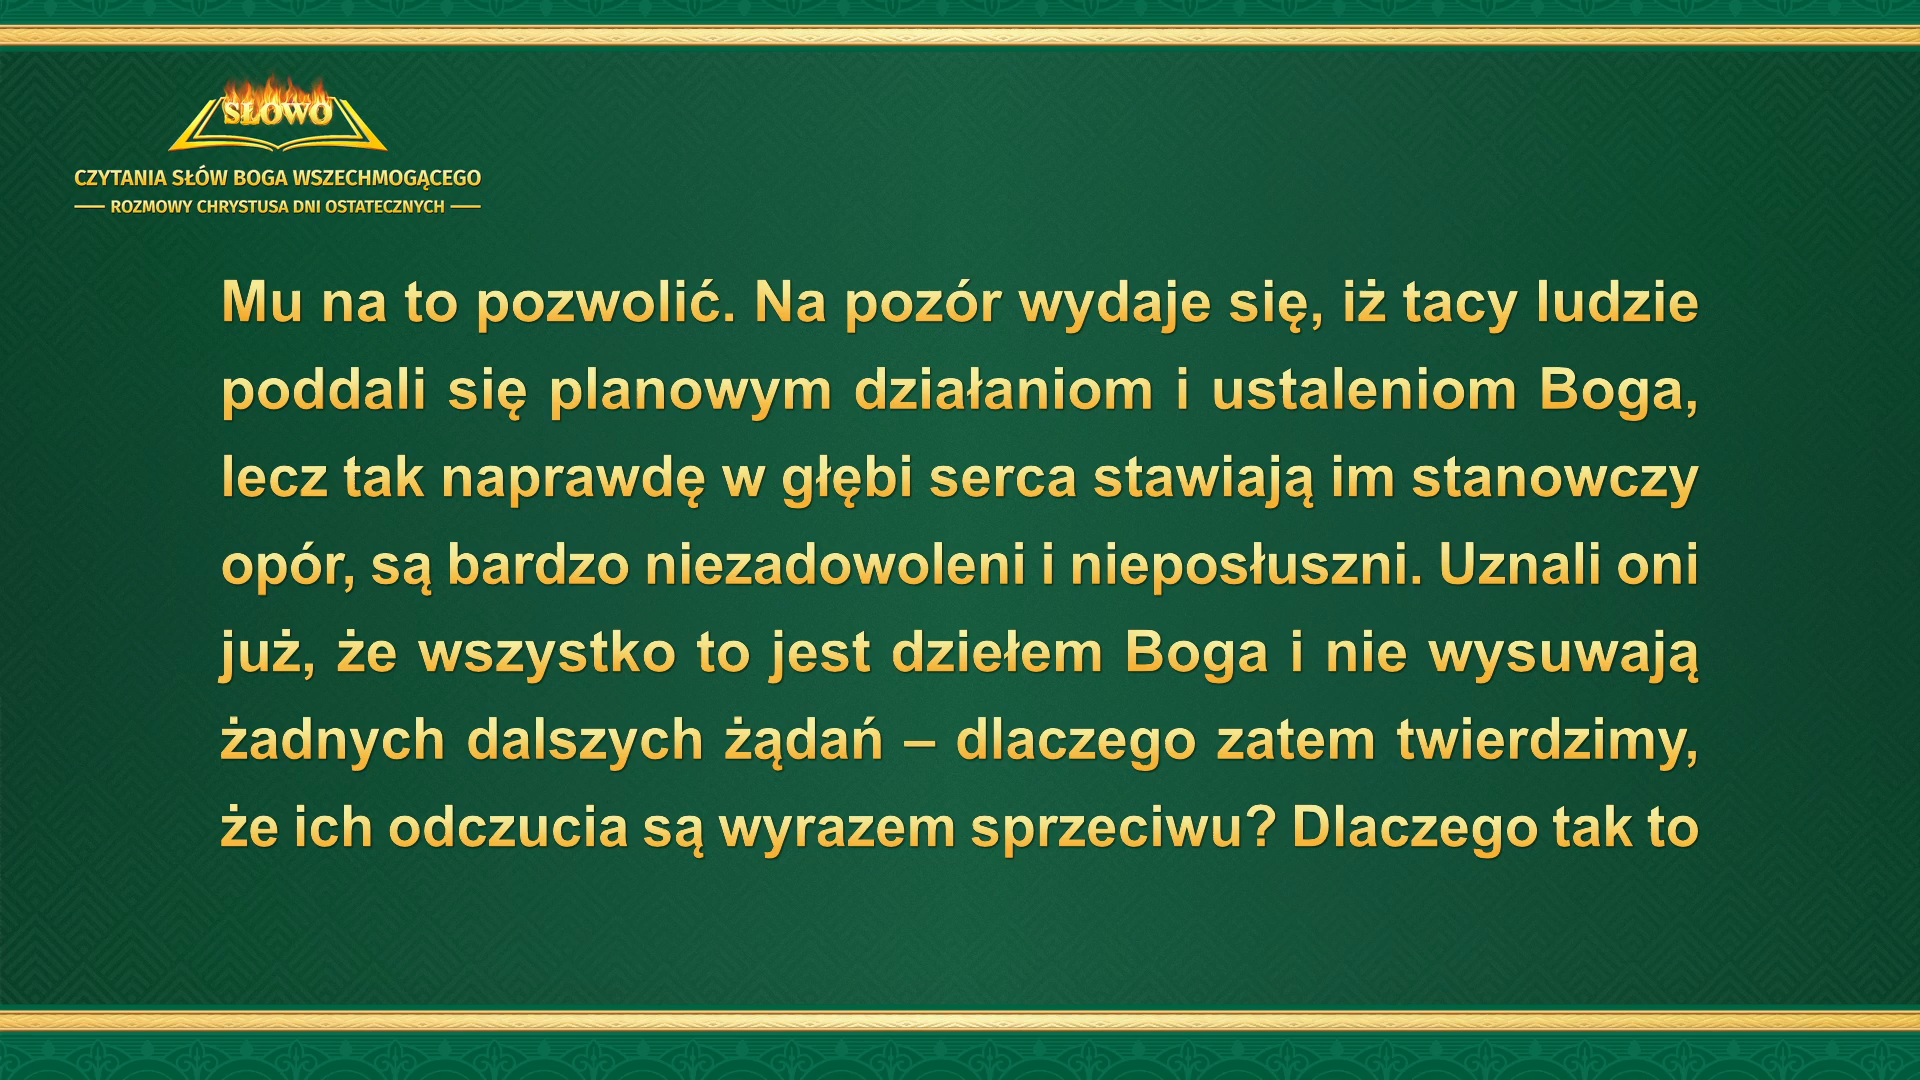 SŁOWO
CZYTANIA SŁÓW BOGA WSZECHMOGĄCEGO
ROZMOWY CHRYSTUSA DNI OSTATECZNYCH
Mu na to pozwolić. Na pozór wydaje się, iż tacy ludzie
poddali się planowym działaniom i ustaleniom Boga,
lecz tak naprawdę w głębi serca stawiają im stanowczy
opór, są bardzo niezadowoleni i nieposłuszni. Uznali oni
już, że wszystko to jest dziełem Boga i nie wysuwają
żadnych dalszych żądań – dlaczego zatem twierdzimy,
że ich odczucia są wyrazem sprzeciwu? Dlaczego tak to